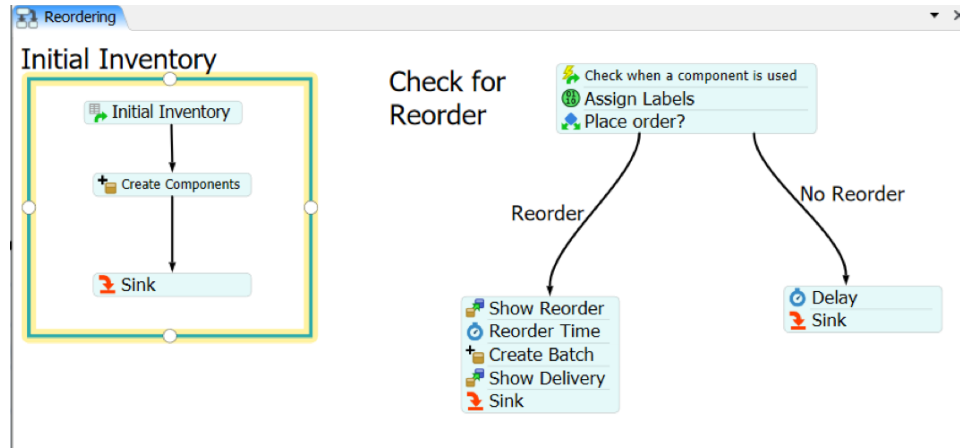 Reordering
Initial Inventory
Initial Inventory
Create Components
Sink
Check for
Reorder
Check when a component is used
Assign Labels
Place order?
Reorder
No Reorder
Show Reorder
Reorder Time
Create Batch
Show Delivery
Sink
Delay
Sink